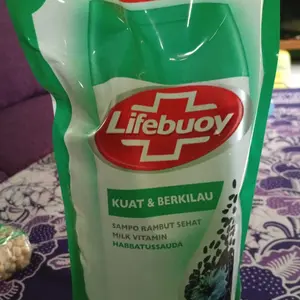 Lifebuoy
KUAT & BERKILAU
SAMPO RAMBUT SEHAT
MILK VITAMIN
HABBATUSSAUDA